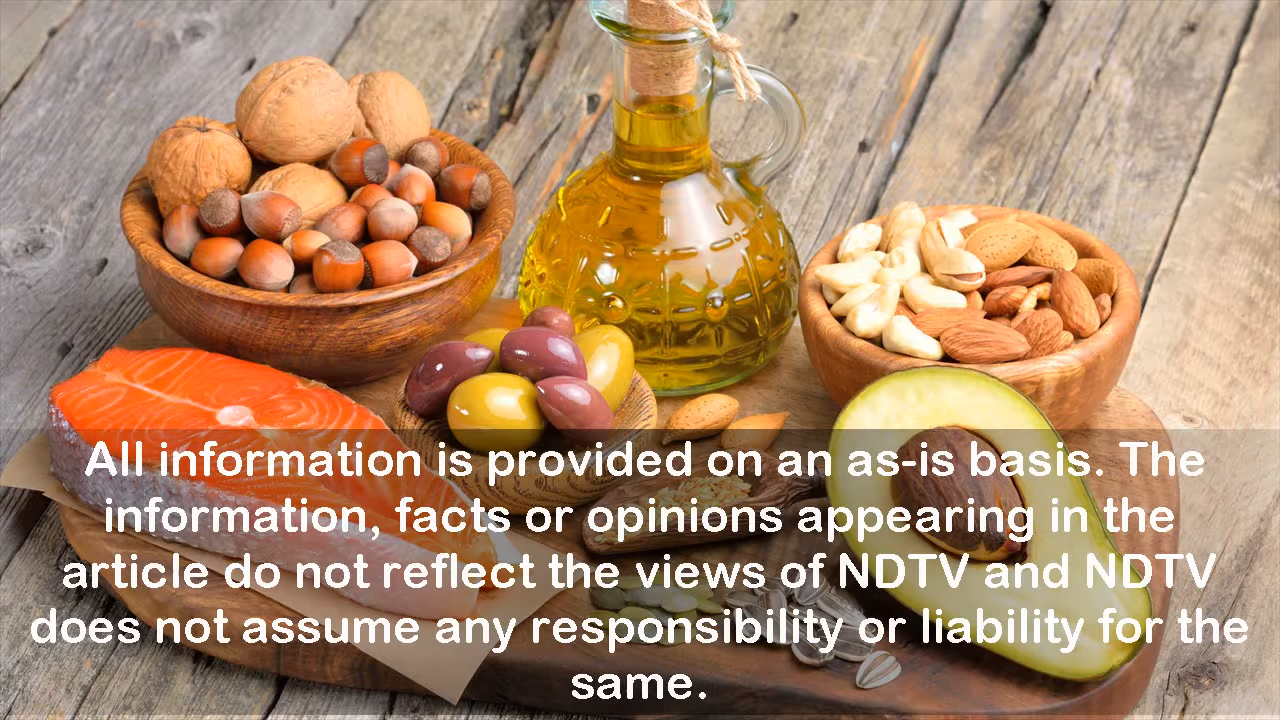 All information is provided on an as-is basis. The
information, facts or opinions appearing in the
article do not reflect the views of NDTV and NDTV
does not assume any responsibility or liability for the
same.